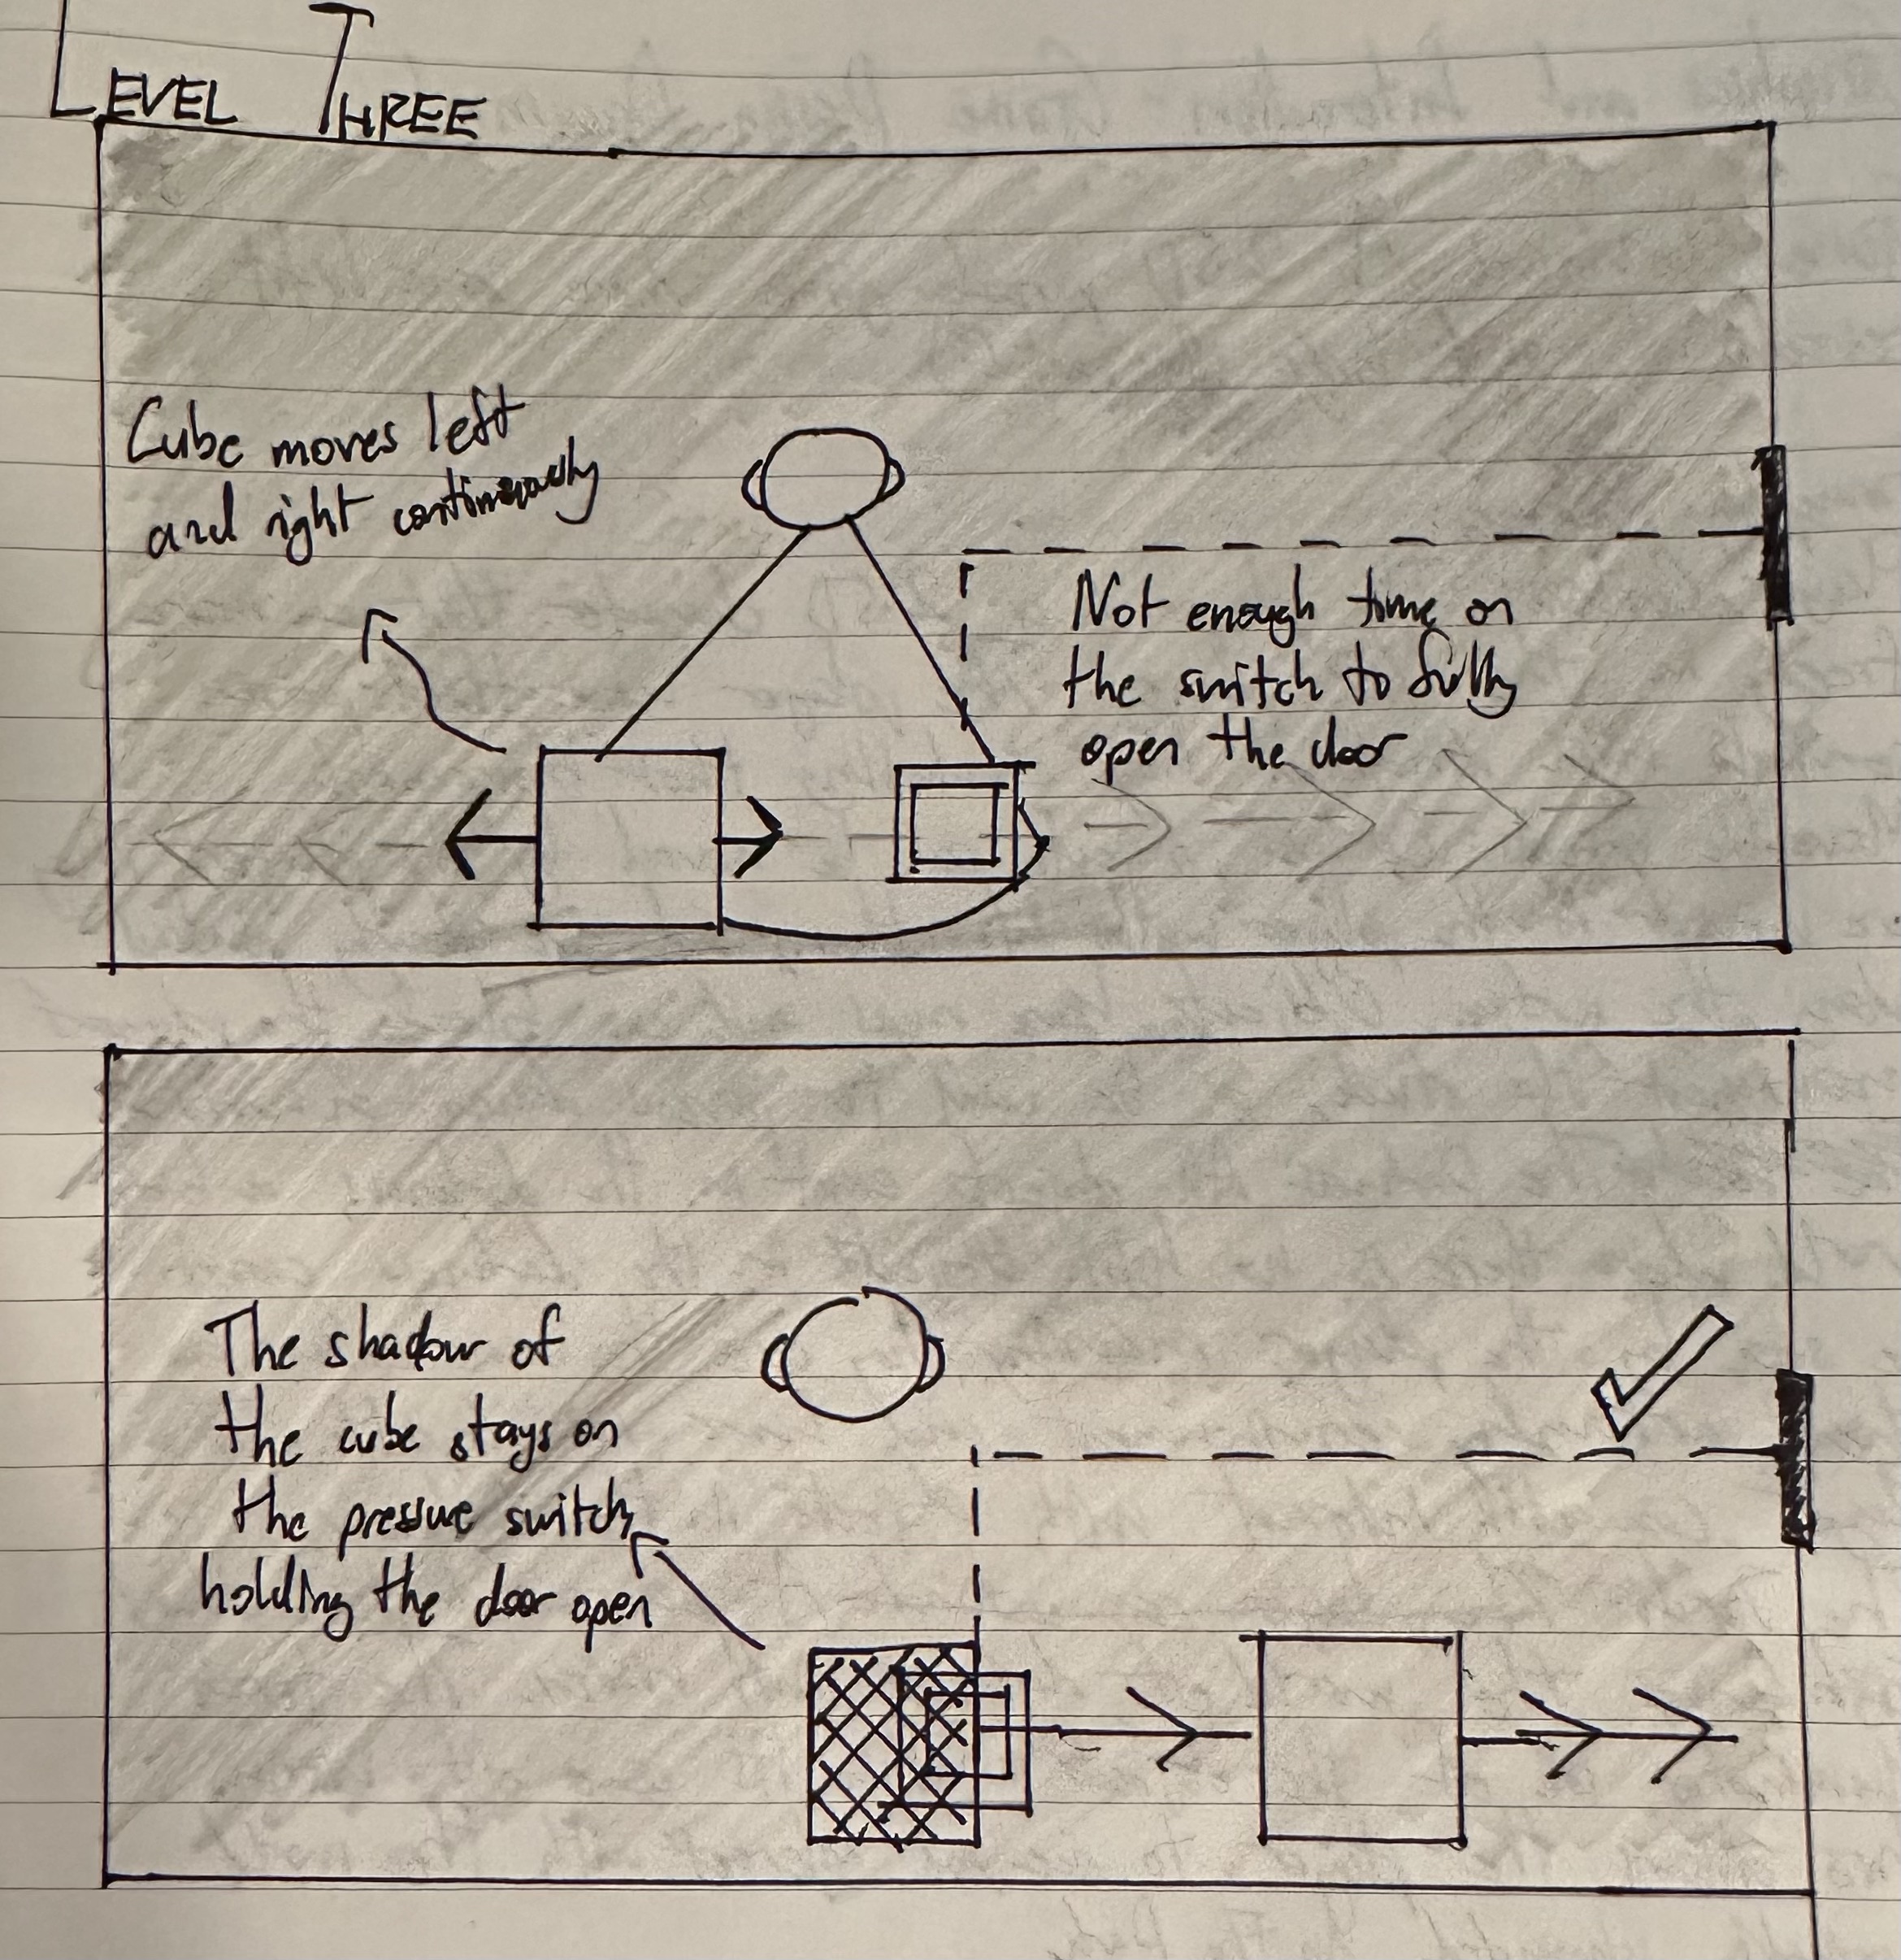 LEVEL THREE
Cube moves left
and right continuously
Not enough time on
the switch to fully
open the door
The shadow of
the cube stays on
the pressure switch
holding the door open